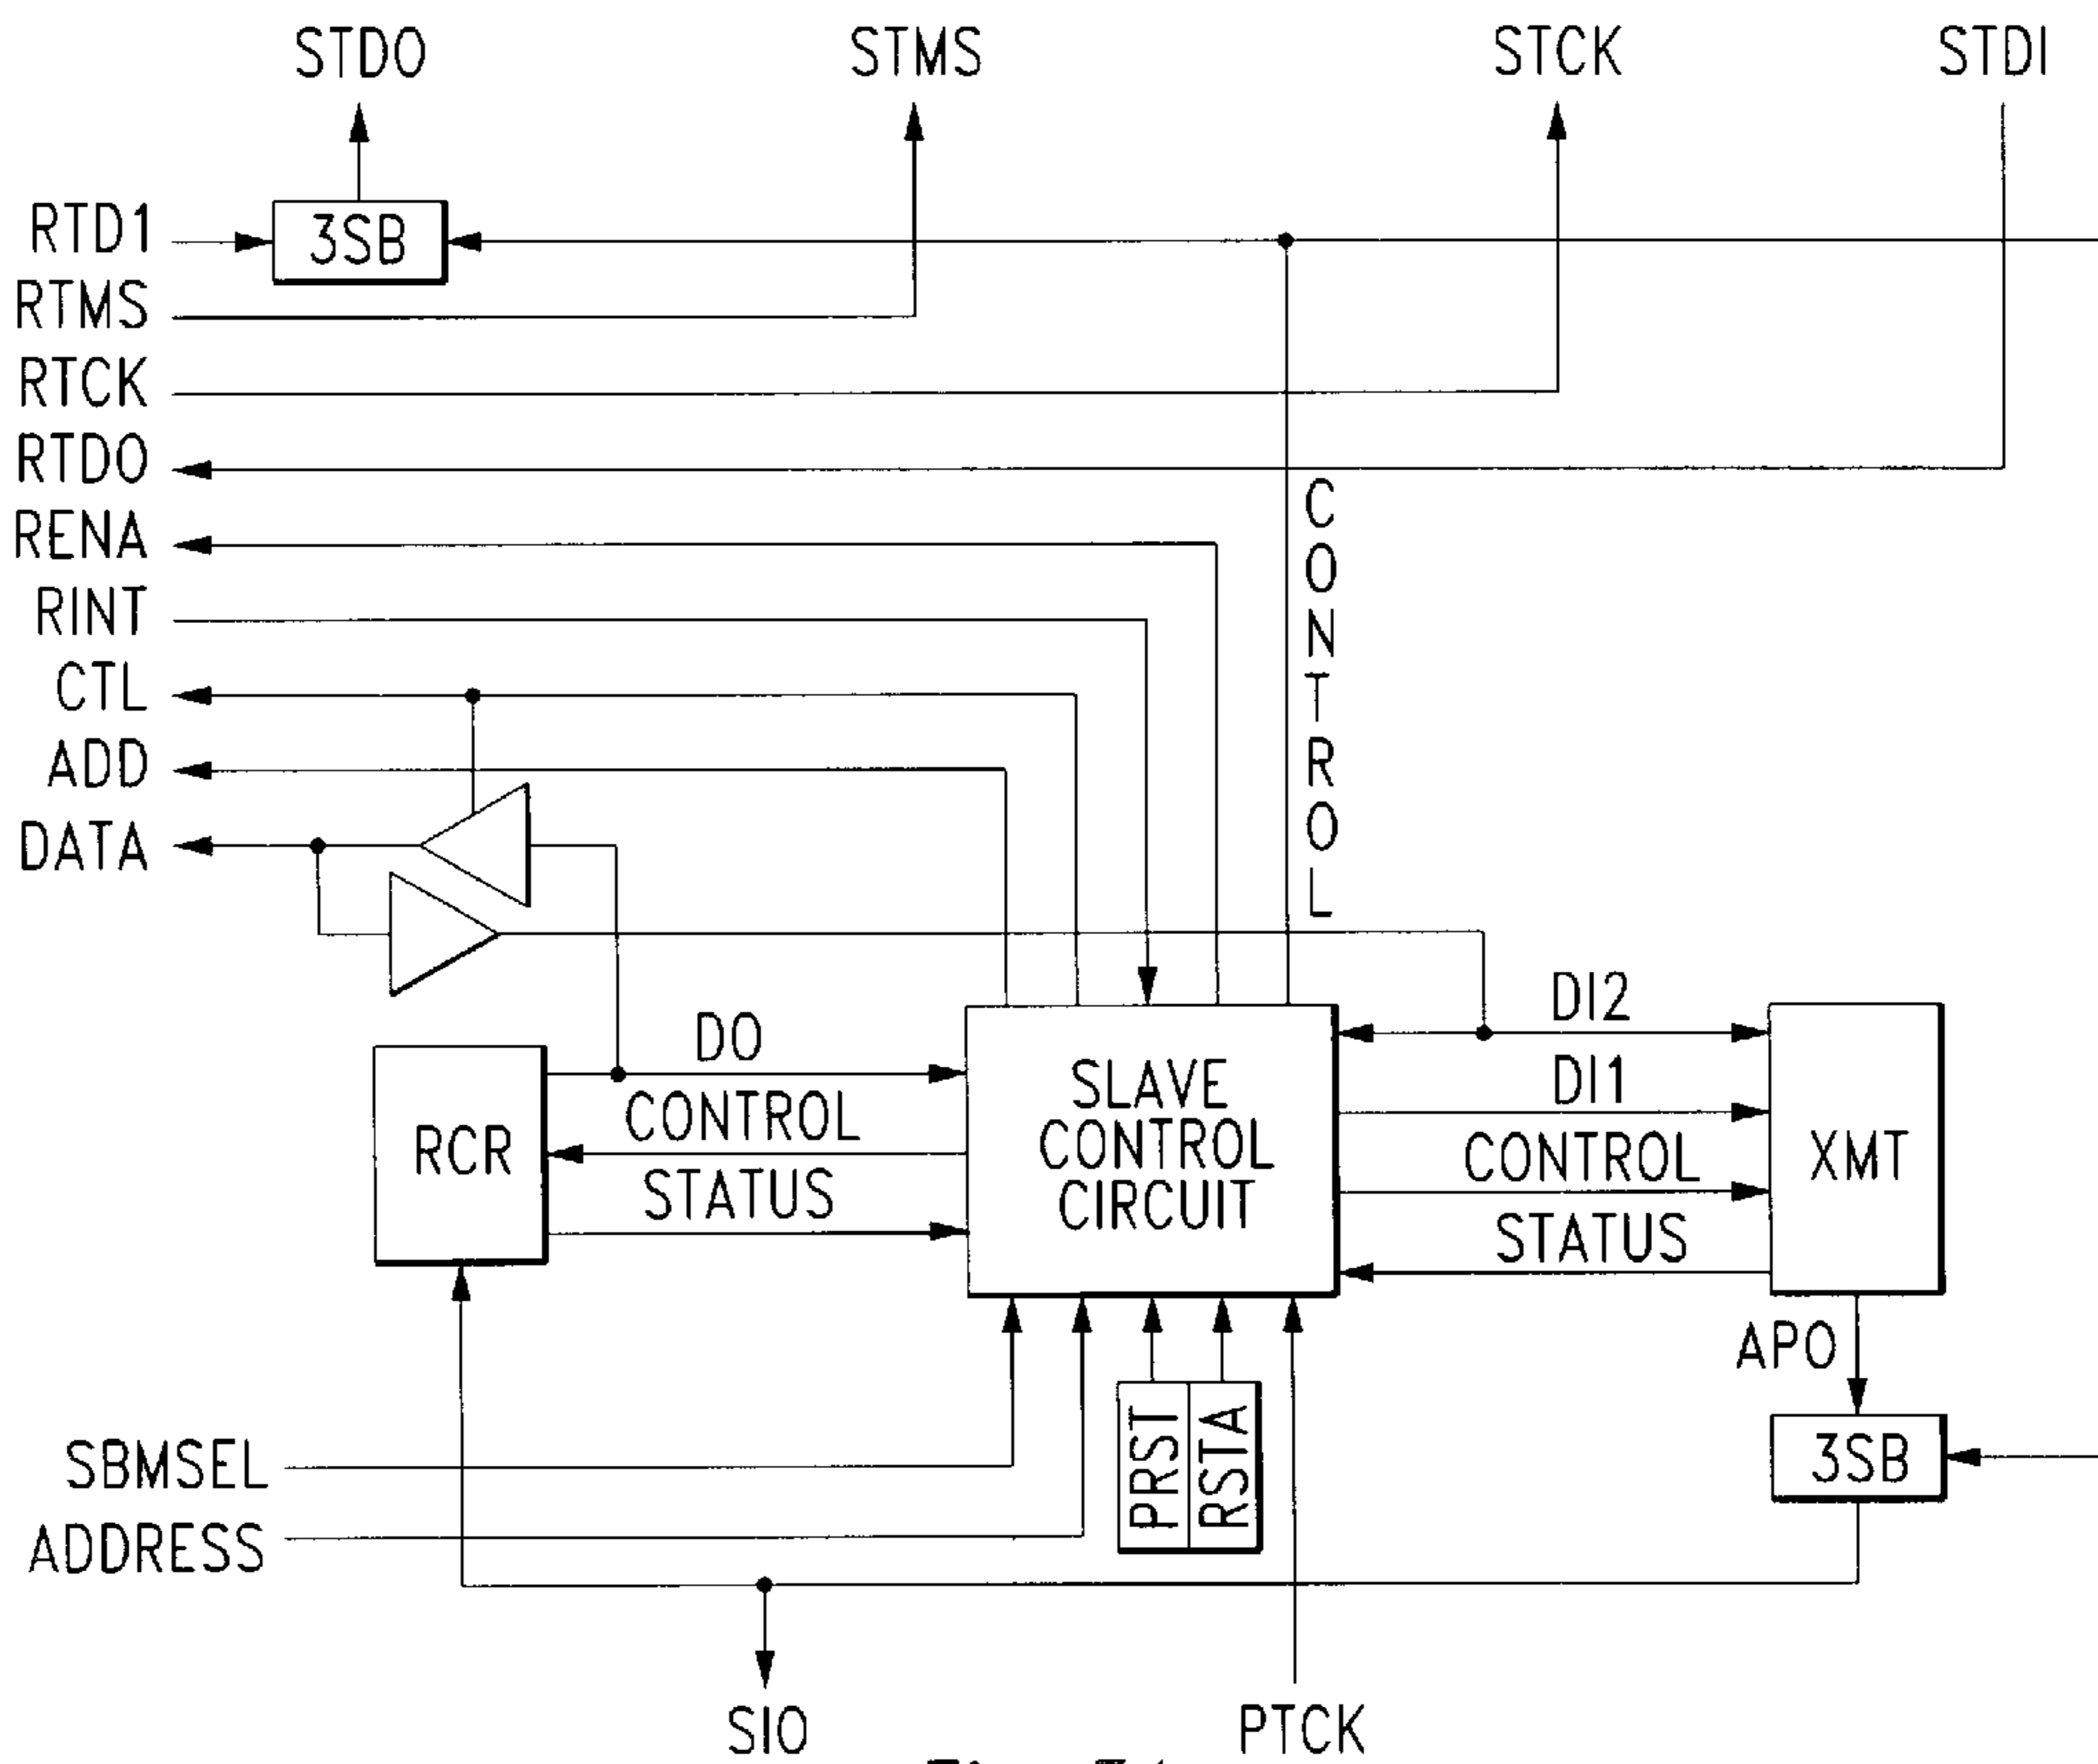 STDO
STMS
STCK
STDI
RTD1
3SB
RTMS
RTCK
RTDO
RENA
RINT
CTL
ADD
DATA
CONTROL
DO
CONTROL
STATUS
RCR
SLAVE
CONTROL
CIRCUIT
DI2
DI1
CONTROL
STATUS
XMT
APO
3SB
PRST
RSTA
SBMSEL
ADDRESS
SIO
PTCK